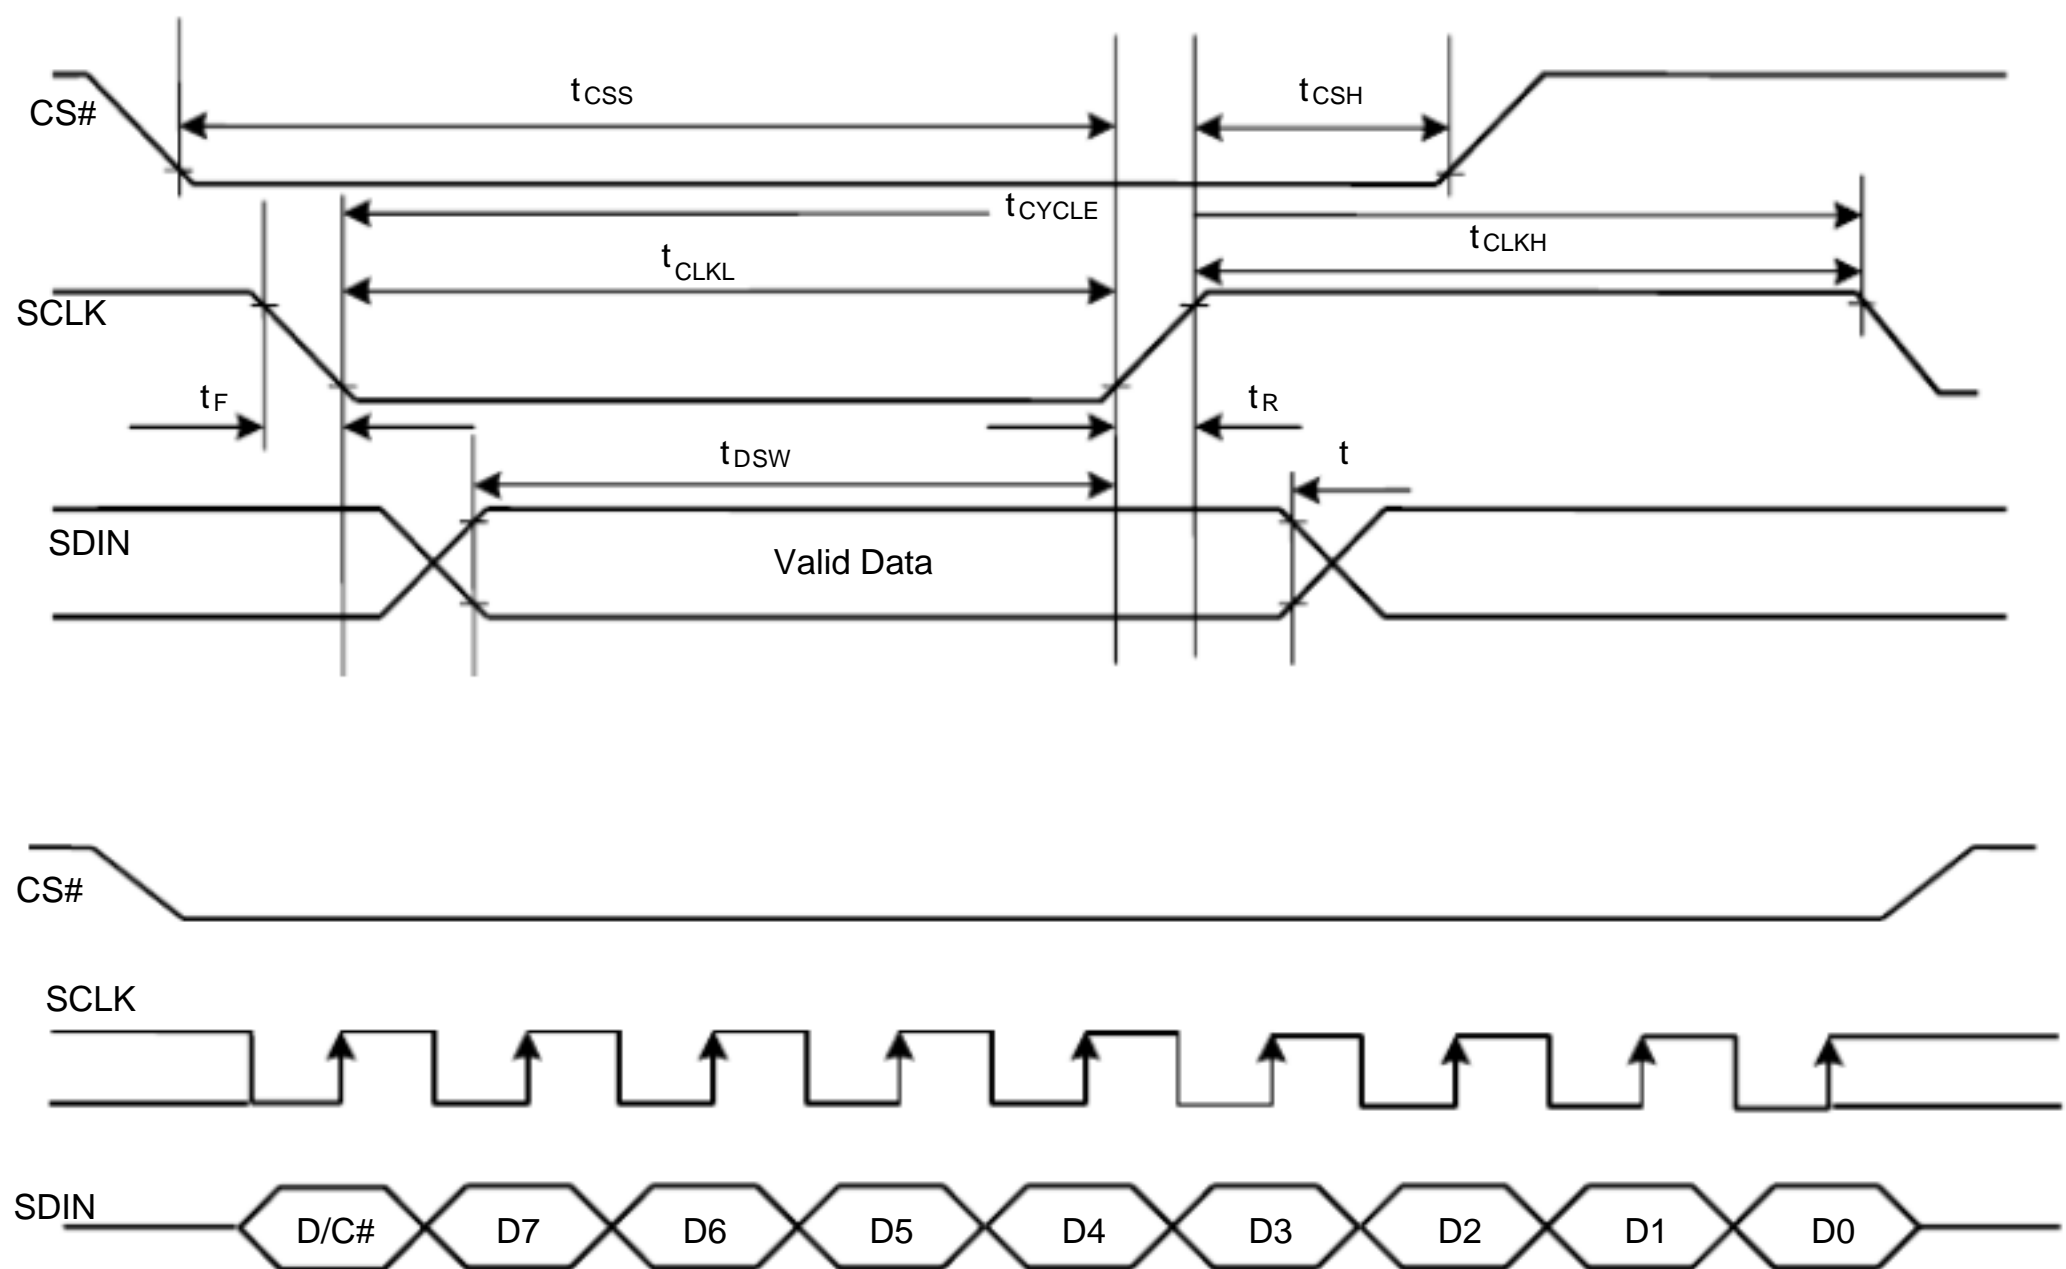 tCSS
tCSH
CS#
tCYCLE
tCLKH
tCLKL
SCLK
tF
tR
tDSW
t
SDIN
Valid Data
CS#
SCLK
SDIN
D/C#
D7
D6
D5
D4
D3
D2
D1
D0